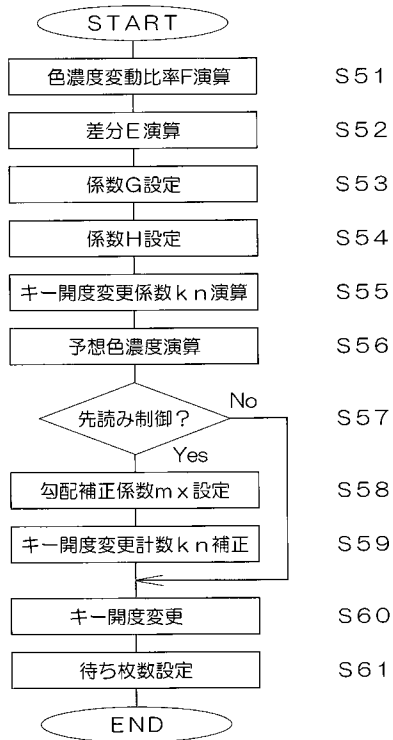 START
色濃度変動比率F演算 S51
差分E演算 S52
係数G設定 S53
係数H設定 S54
キー開度変更係数kn演算 S55
予想色濃度演算 S56
先読み制御? No S57
Yes
勾配補正係数mx設定 S58
キー開度変更計数kn補正 S59
キー開度変更 S60
待ち枚数設定 S61
END